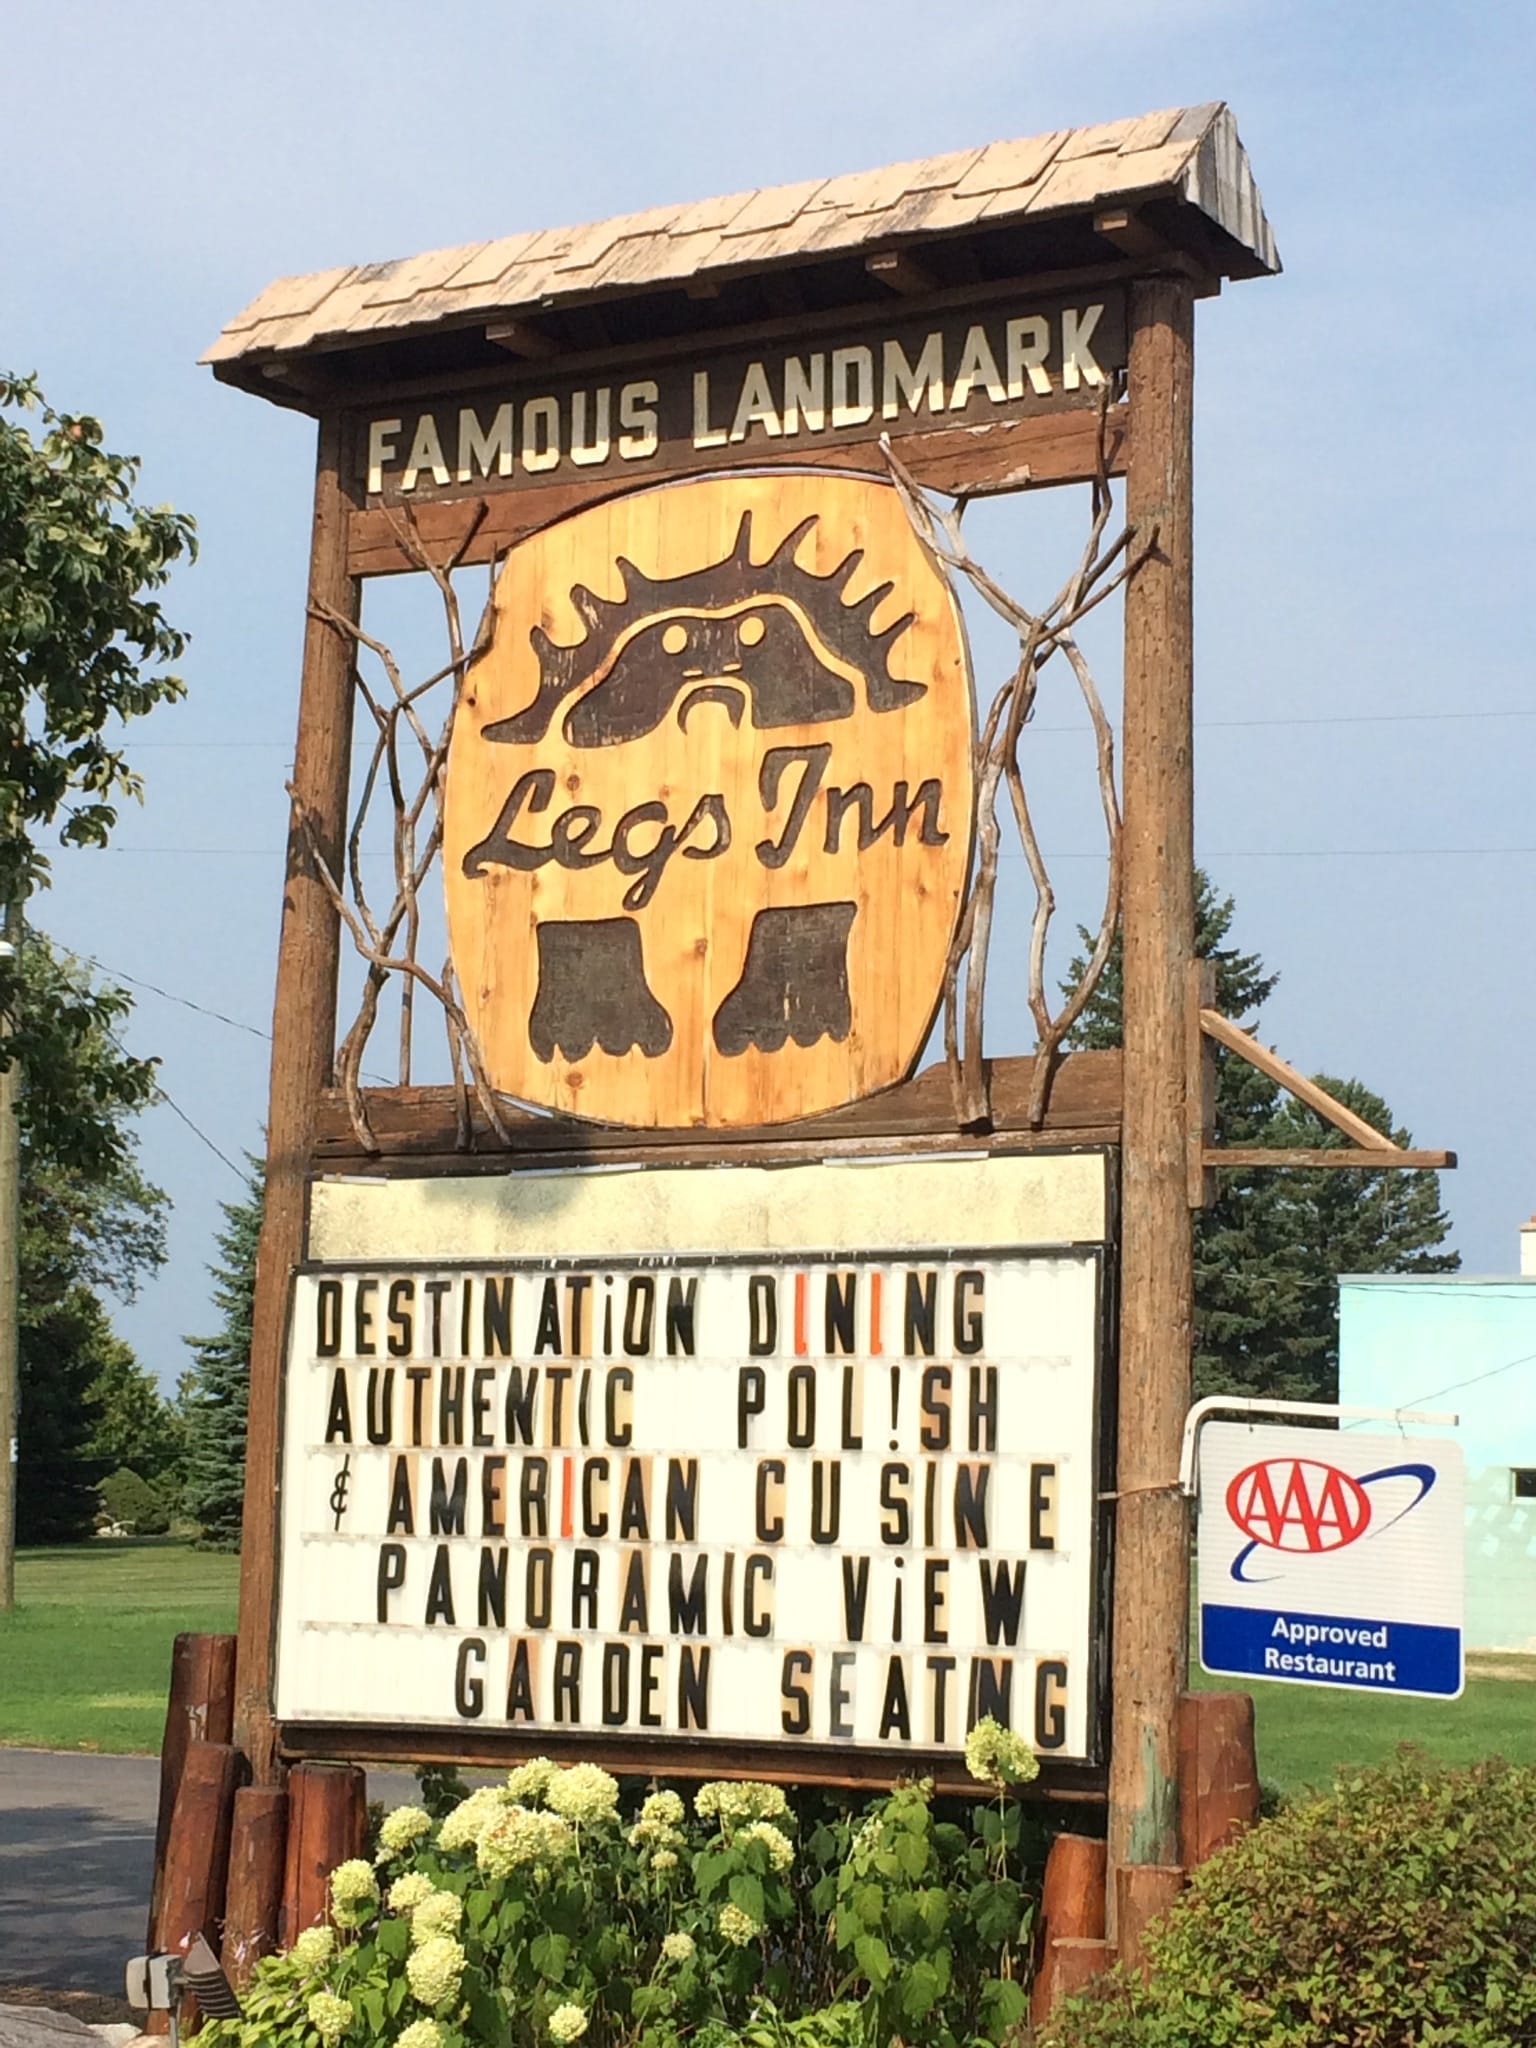 FAMOUS LANDMARK
Legs Inn
DESTINATiON DINING
AUTHENTIC POL!SH
& AMERICAN CUSINE
PANORAMIC ViEW
GARDEN SEATING
AAA
Approved
Restaurant